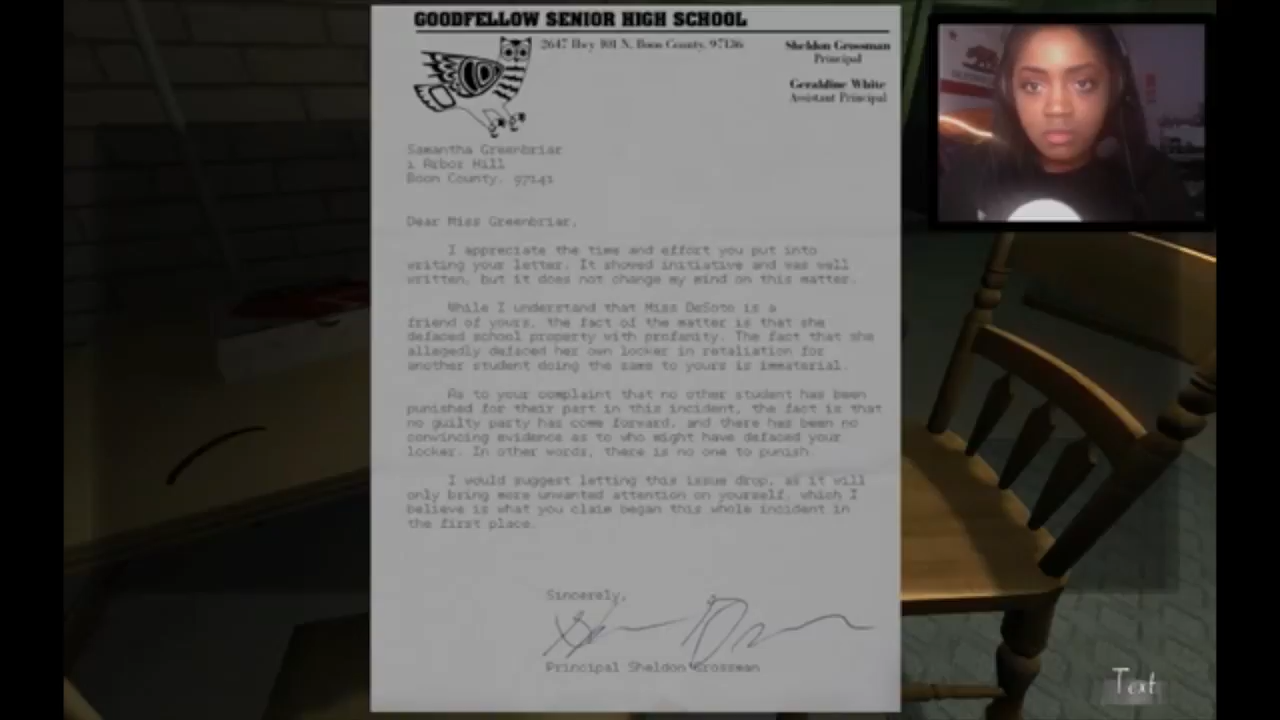 GOODFELLOW SENIOR HIGH SCHOOL
2647 Hwy 101 N. Boon County, 97136
Sheldon Grossman
Principal
Geraldine White
Assistant Principal
Samantha Greenbriar
1 Arbor Hill
Boon County, 97141
Dear Miss Greenbriar,
I appreciate the time and effort you put into
writing your letter. It showed initiative and was well
written, but it does not change my mind on this matter.
While I understand that Miss DeSoto is a
friend of yours, the fact of the matter is that she
defaced school property with profanity. The fact that she
allegedly defaced her own locker in retaliation for
another student doing the same to yours is immaterial.
As to your complaint that no other student has been
punished for their part in this incident, the fact is that
no guilty party has come forward, and there has been no
convincing evidence as to who might have defaced your
locker. In other words, there is no one to punish
I would suggest letting this issue drop, as it will
only bring more unwanted attention on yourself, which I
believe is what you claim began this whole incident in
the first place.
Sincerely,
Principal Sheldon Grossman
Text